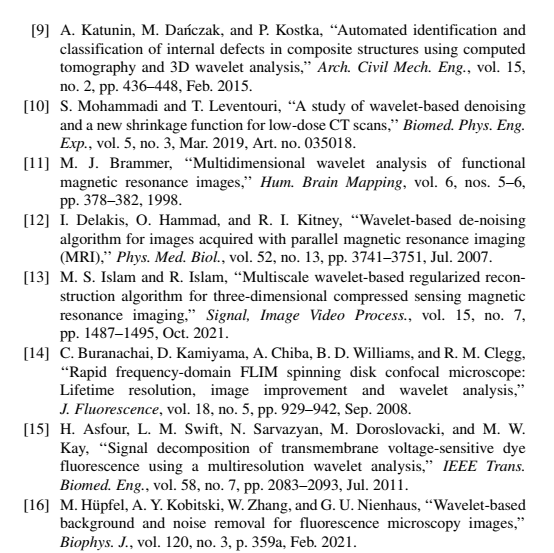 [9] A. Katunin, M. Dańczak, and P. Kostka, “Automated identification and
classification of internal defects in composite structures using computed
tomography and 3D wavelet analysis,” Arch. Civil Mech. Eng., vol. 15,
no. 2, pp. 436–448, Feb. 2015.
[10] S. Mohammadi and T. Leventouri, “A study of wavelet-based denoising
and a new shrinkage function for low-dose CT scans,” Biomed. Phys. Eng.
Exp., vol. 5, no. 3, Mar. 2019, Art. no. 035018.
[11] M. J. Brammer, “Multidimensional wavelet analysis of functional
magnetic resonance images,” Hum. Brain Mapping, vol. 6, nos. 5–6,
pp. 378–382, 1998.
[12] I. Delakis, O. Hammad, and R. I. Kitney, “Wavelet-based de-noising
algorithm for images acquired with parallel magnetic resonance imaging
(MRI),” Phys. Med. Biol., vol. 52, no. 13, pp. 3741–3751, Jul. 2007.
[13] M. S. Islam and R. Islam, “Multiscale wavelet-based regularized recon-
struction algorithm for three-dimensional compressed sensing magnetic
resonance imaging,” Signal, Image Video Process., vol. 15, no. 7,
pp. 1487–1495, Oct. 2021.
[14] C. Buranachai, D. Kamiyama, A. Chiba, B. D. Williams, and R. M. Clegg,
“Rapid frequency-domain FLIM spinning disk confocal microscope:
Lifetime resolution, image improvement and wavelet analysis,”
J. Fluorescence, vol. 18, no. 5, pp. 929–942, Sep. 2008.
[15] H. Asfour, L. M. Swift, N. Sarvazyan, M. Doroslovacki, and M. W.
Kay, “Signal decomposition of transmembrane voltage-sensitive dye
fluorescence using a multiresolution wavelet analysis,” IEEE Trans.
Biomed. Eng., vol. 58, no. 7, pp. 2083–2093, Jul. 2011.
[16] M. Hüpfel, A. Y. Kobitski, W. Zhang, and G. U. Nienhaus, “Wavelet-based
background and noise removal for fluorescence microscopy images,”
Biophys. J., vol. 120, no. 3, p. 359a, Feb. 2021.